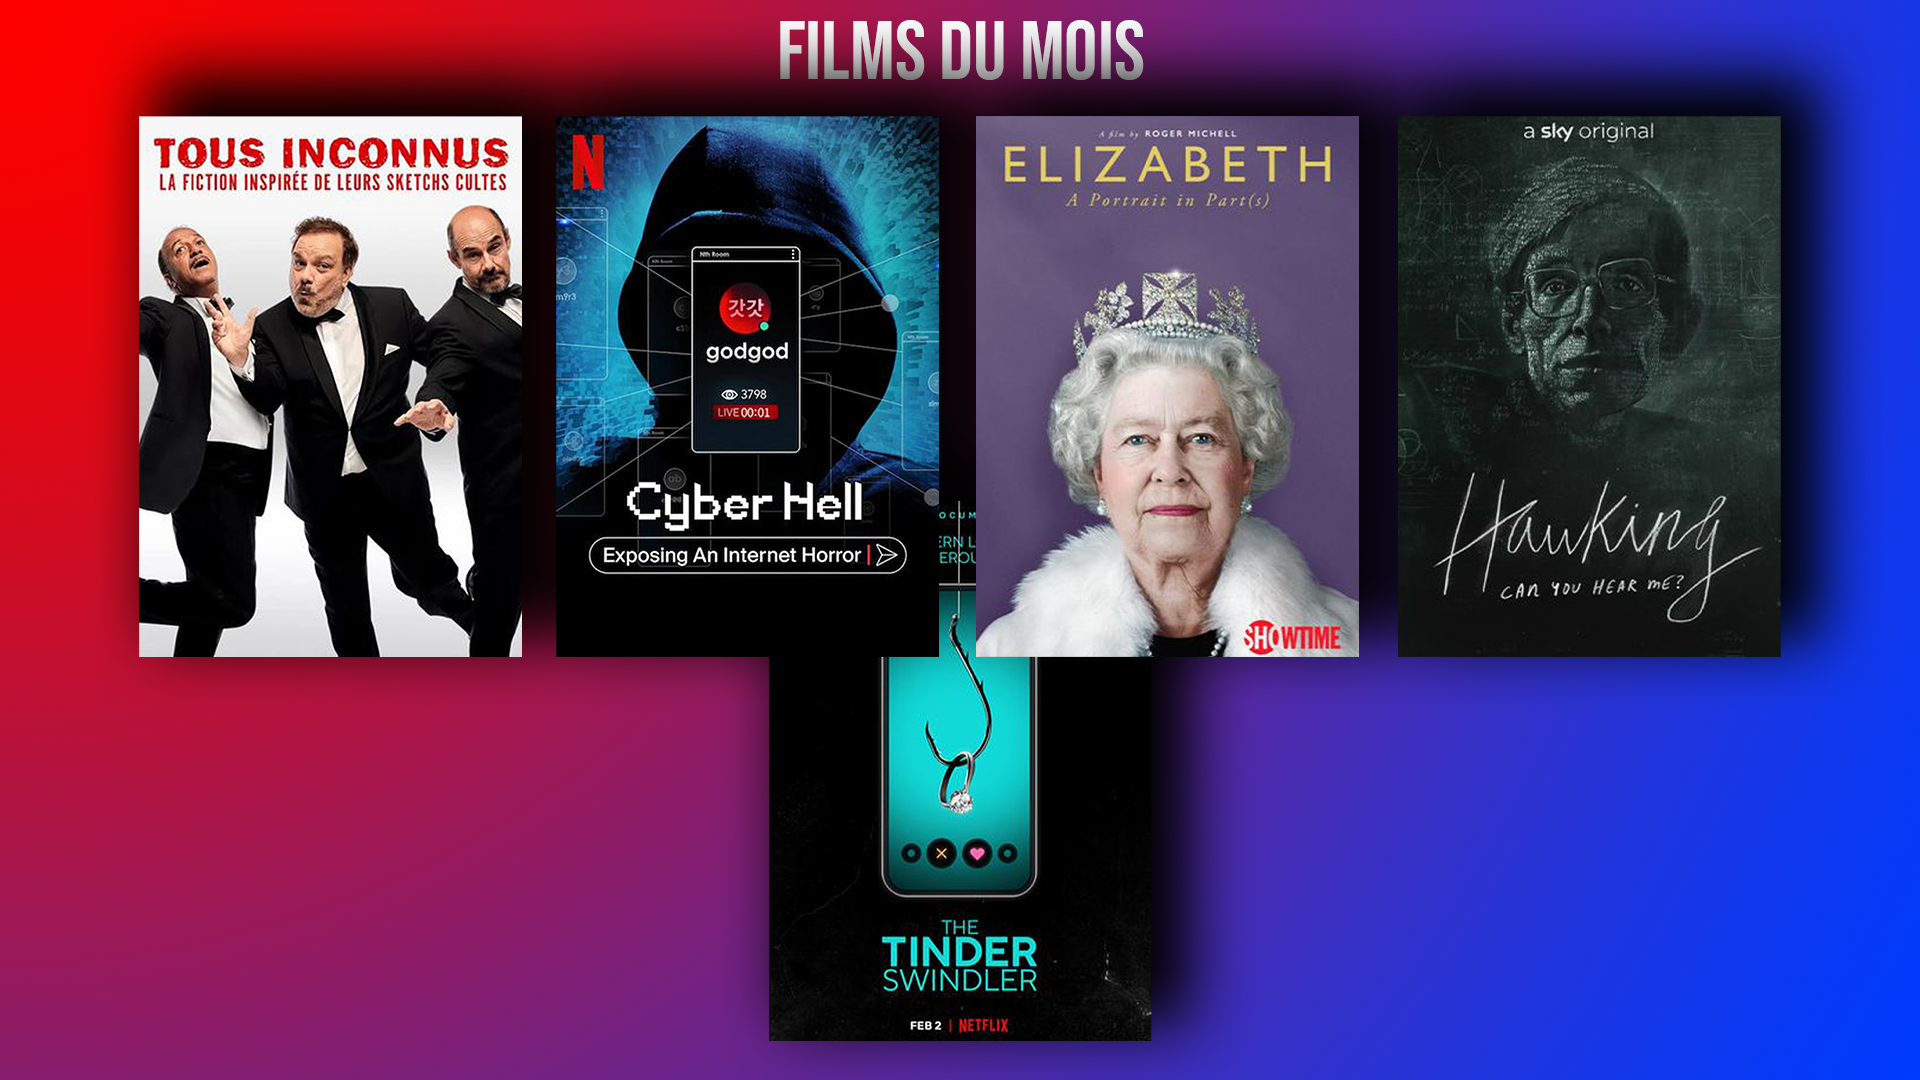 FILMS DU MOIS
TOUS INCONNUS
LA FICTION INSPIRÉE DE LEURS SKETCHS CULTES
N
Nth Room
갓갓
godgod
3798
LIVE 00:01
Cyber Hell
Exposing An Internet Horror
A film by ROGER MICHELL
ELIZABETH
A Portrait in Part(s)
SHOWTIME
a sky original
Hawking
CAN YOU HEAR ME?
THE
TINDER
SWINDLER
FEB 2 | NETFLIX